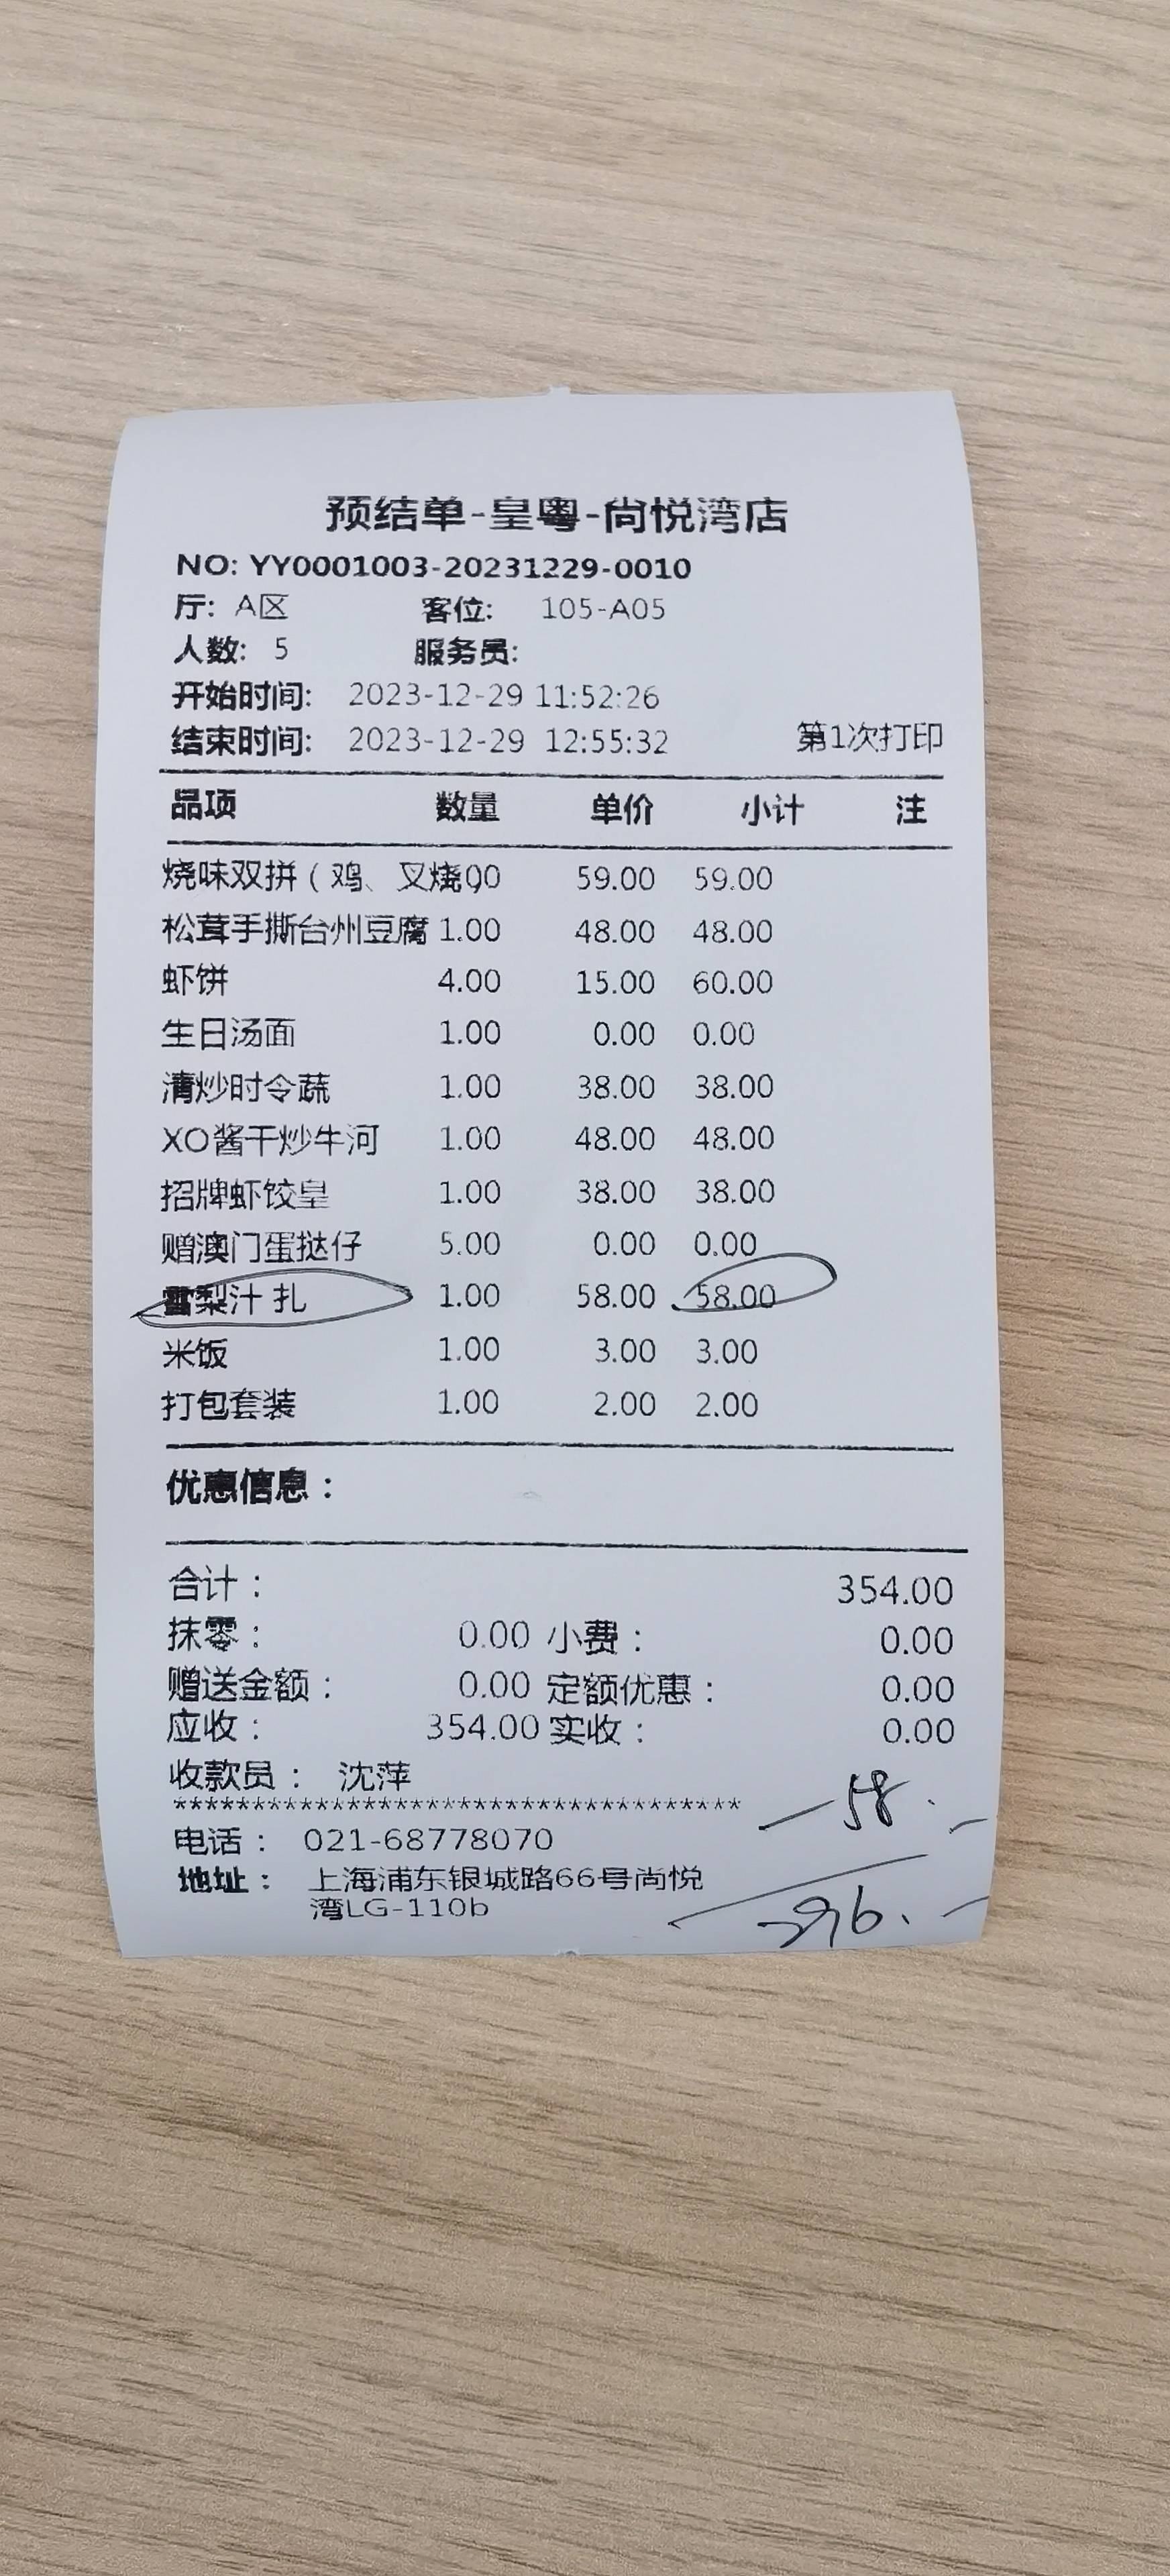 预结单-皇粤-尚悦湾店
NO: YY0001003-20231229-0010
厅: A区 客位: 105-A05
人数: 5 服务员:
开始时间: 2023-12-29 11:52:26
结束时间: 2023-12-29 12:55:32 第1次打印
品项 数量 单价 小计 注
烧味双拼（鸡、叉烧00 59.00 59.00
松茸手撕台州豆腐 1.00 48.00 48.00
虾饼 4.00 15.00 60.00
生日汤面 1.00 0.00 0.00
清炒时令蔬 1.00 38.00 38.00
XO酱干炒牛河 1.00 48.00 48.00
招牌虾饺皇 1.00 38.00 38.00
赠澳门蛋挞仔 5.00 0.00 0.00
雪梨汁 扎 1.00 58.00 58.00
米饭 1.00 3.00 3.00
打包套装 1.00 2.00 2.00
优惠信息：
合计： 354.00
抹零： 0.00 小费： 0.00
赠送金额： 0.00 定额优惠： 0.00
应收： 354.00 实收： 0.00
收款员： 沈萍
************************************
—58.
电话： 021-68778070
地址： 上海浦东银城路66号尚悦
湾LG-110b
296.